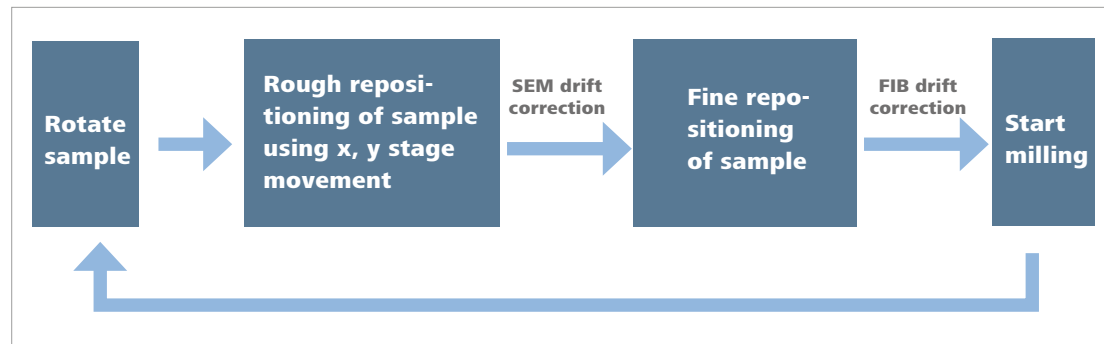 Rotate
sample
Rough reposi-
tioning of sample
using x, y stage
movement
SEM drift
correction
Fine repo-
sitioning
of sample
FIB drift
correction
Start
milling